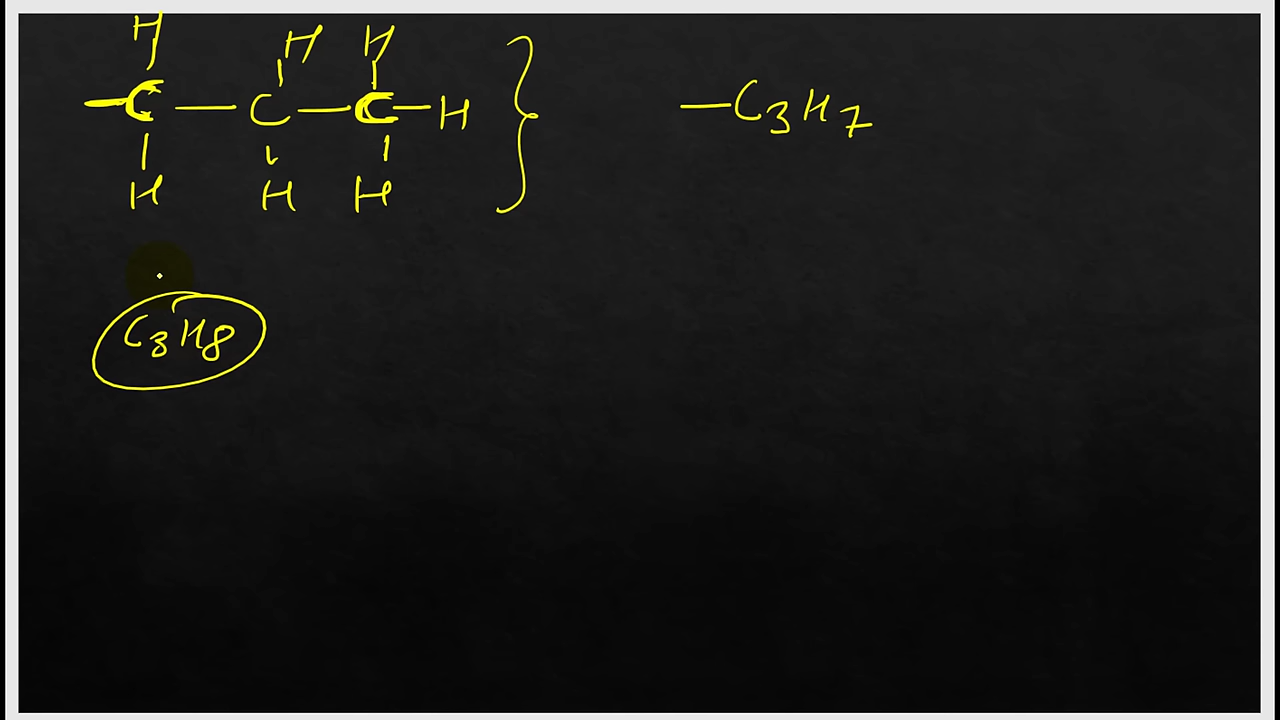 H H H
— C — C — C — H } — C3H7
H H H
C3H8